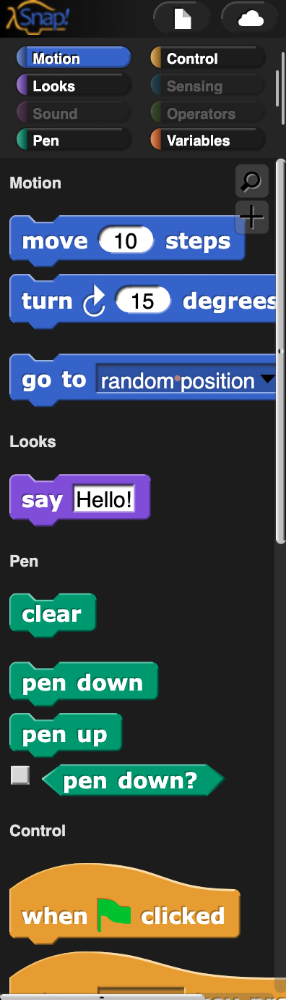 Snap!
Motion Control
Looks Sensing
Sound Operators
Pen Variables
Motion
move 10 steps
turn 15 degrees
go to random position
Looks
say Hello!
Pen
clear
pen down
pen up
pen down?
Control
when clicked